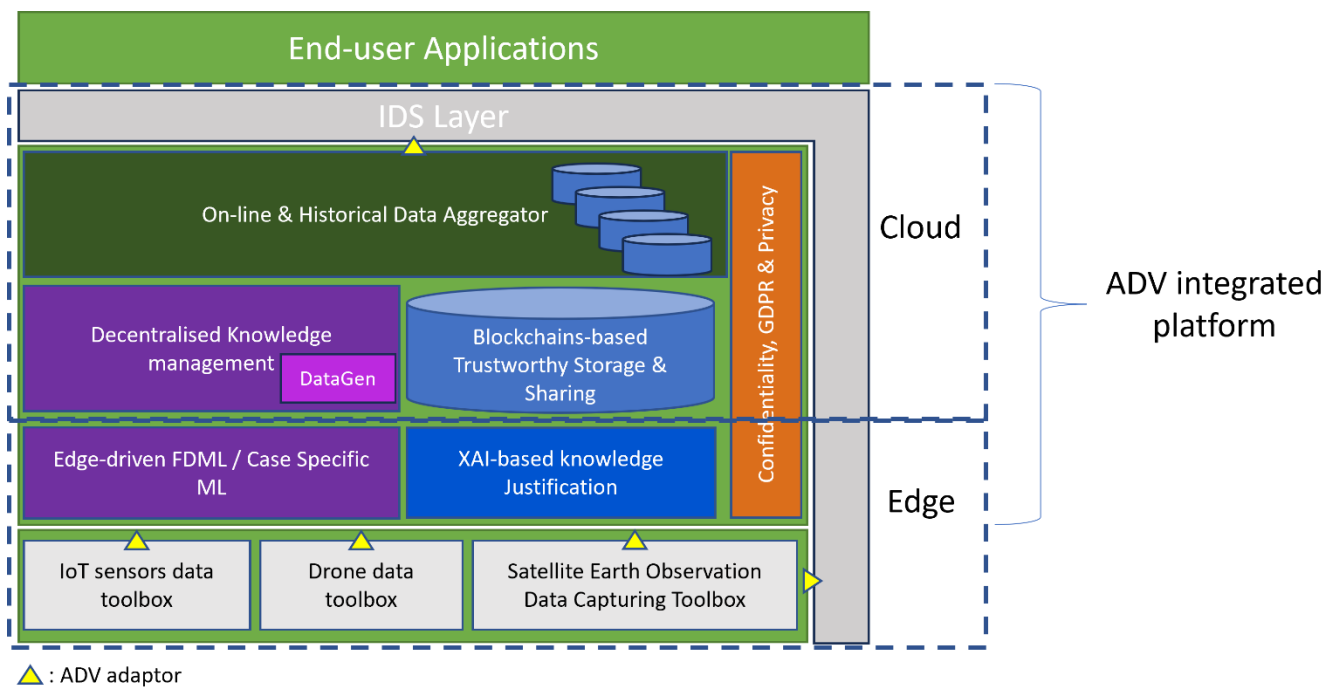 End-user Applications
IDS Layer
On-line & Historical Data Aggregator
Confidentiality, GDPR & Privacy
Cloud
ADV integrated
platform
Decentralised Knowledge
management
DataGen
Blockchains-based
Trustworthy Storage &
Sharing
Edge-driven FDML / Case Specific
ML
XAI-based knowledge
Justification
Edge
IoT sensors data
toolbox
Drone data
toolbox
Satellite Earth Observation
Data Capturing Toolbox
: ADV adaptor